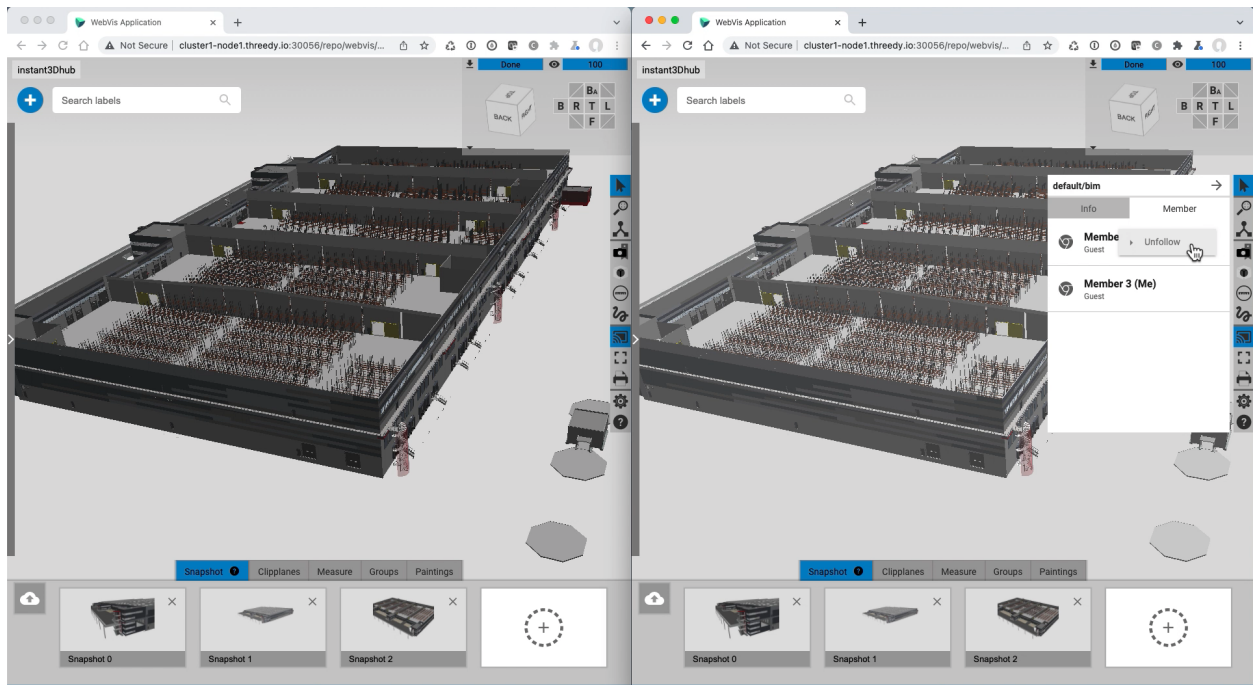 WebVis Application
Not Secure
cluster1-node1.threedy.io:30056/repo/webvis/...
instant3Dhub
Done
100
Search labels
BACK
RIGHT
BA
B R T L
F
Snapshot ?
Clipplanes
Measure
Groups
Paintings
Snapshot 0
Snapshot 1
Snapshot 2
WebVis Application
Not Secure
cluster1-node1.threedy.io:30056/repo/webvis/...
instant3Dhub
Done
100
Search labels
BACK
RIGHT
BA
B R T L
F
default/bim
Info
Member
Membe
Unfollow
Guest
Member 3 (Me)
Guest
Snapshot ?
Clipplanes
Measure
Groups
Paintings
Snapshot 0
Snapshot 1
Snapshot 2